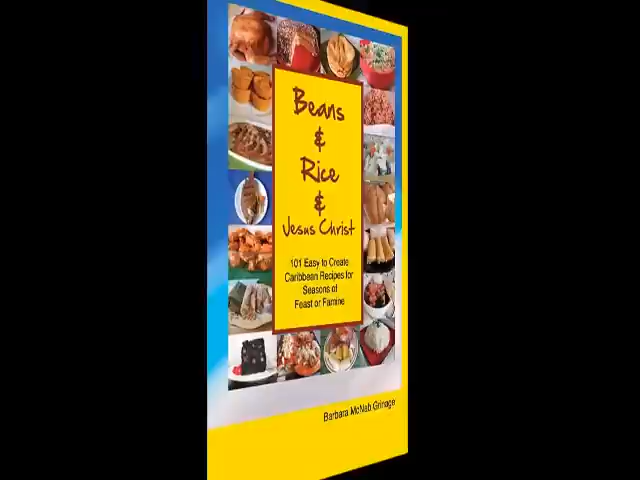 Beans
&
Rice
&
Jesus Christ
101 Easy to Create
Caribbean Recipes for
Seasons of
Feast or Famine
Barbara McNab Grinage